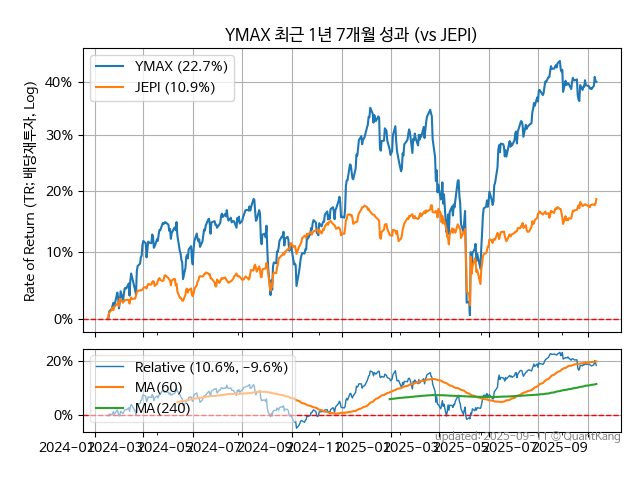 YMAX 최근 1년 7개월 성과 (vs JEPI)
Rate of Return (TR: 배당재투자, Log)
40%
30%
20%
10%
0%
YMAX (22.7%)
JEPI (10.9%)
20%
0%
Relative (10.6%, -9.6%)
MA(60)
MA(240)
2024-01 2024-03 2024-05 2024-07 2024-09 2024-11 2025-01 2025-03 2025-05 2025-07 2025-09
Updated: 2025-09-11 © QuantKang